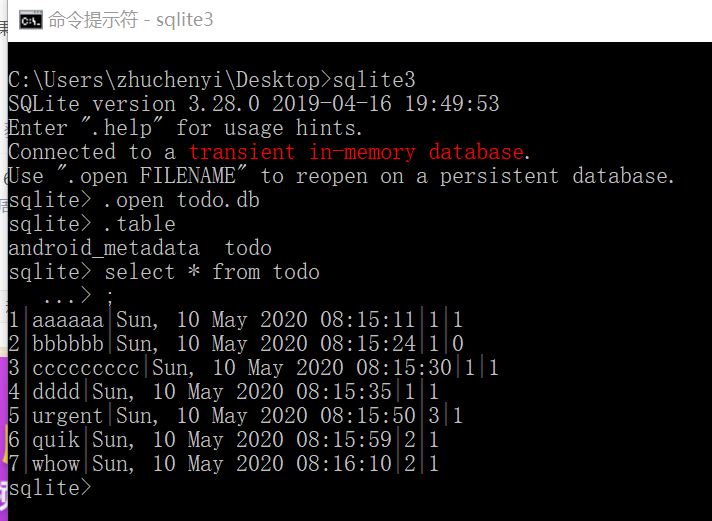 命令提示符 - sqlite3
C:\Users\zhuchenyi\Desktop>sqlite3
SQLite version 3.28.0 2019-04-16 19:49:53
Enter ".help" for usage hints.
Connected to a transient in-memory database.
Use ".open FILENAME" to reopen on a persistent database.
sqlite> .open todo.db
sqlite> .table
android_metadata  todo
sqlite> select * from todo
   ...> ;
1|aaaaaa|Sun, 10 May 2020 08:15:11|1|1
2|bbbbbb|Sun, 10 May 2020 08:15:24|1|0
3|ccccccccc|Sun, 10 May 2020 08:15:30|1|1
4|dddd|Sun, 10 May 2020 08:15:35|1|1
5|urgent|Sun, 10 May 2020 08:15:50|3|1
6|quik|Sun, 10 May 2020 08:15:59|2|1
7|whow|Sun, 10 May 2020 08:16:10|2|1
sqlite>